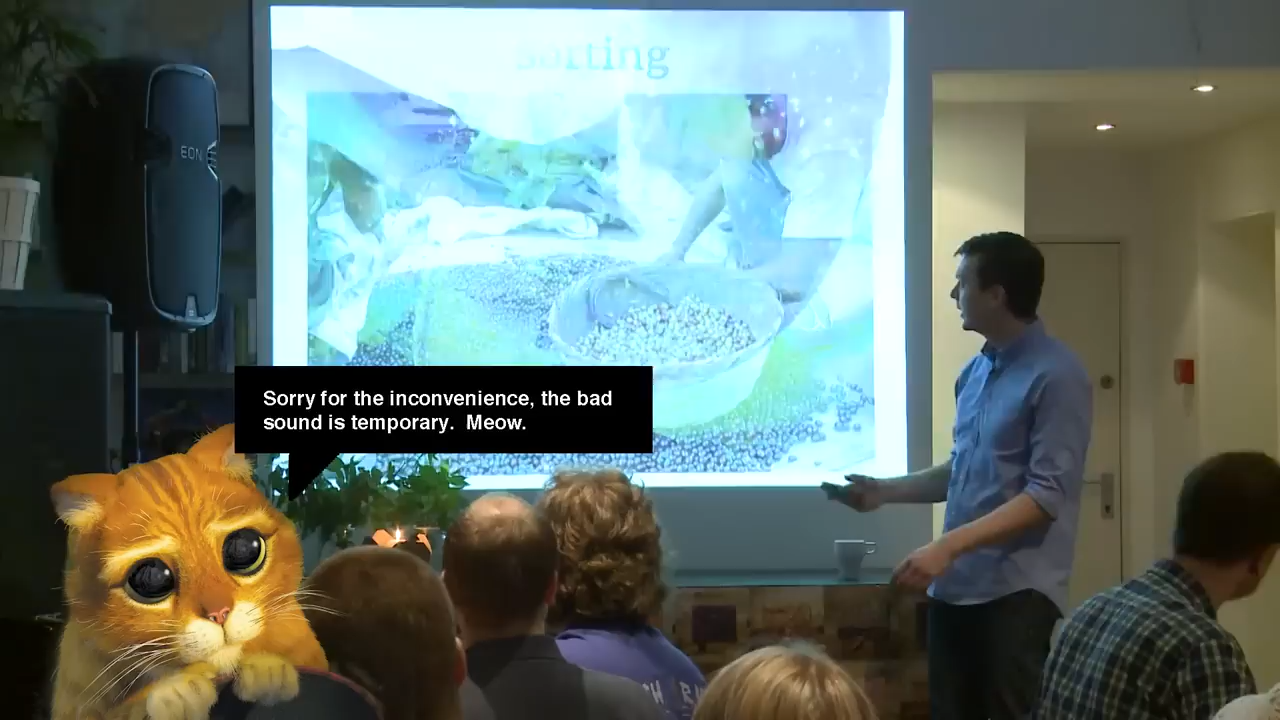 Sorting
EON
Sorry for the inconvenience, the bad
sound is temporary.  Meow.